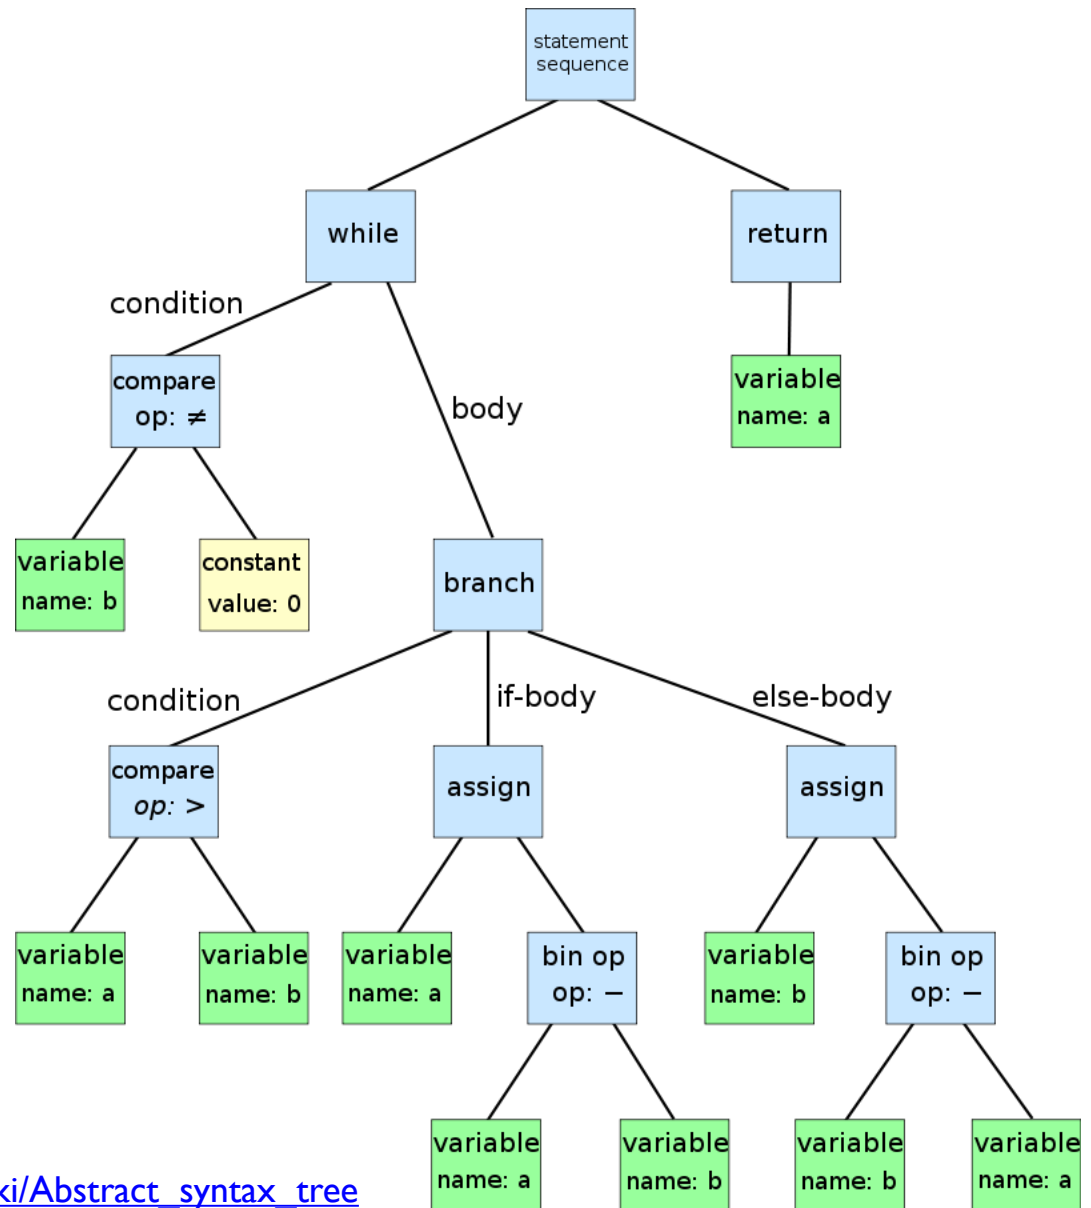 statement
sequence
while
return
condition
compare
op: ≠
variable
name: a
body
variable
name: b
constant
value: 0
branch
condition
if-body
else-body
compare
op: >
assign
assign
variable
name: a
variable
name: b
variable
name: a
bin op
op: −
variable
name: b
bin op
op: −
variable
name: a
variable
name: b
variable
name: b
variable
name: a
ki/Abstract_syntax_tree